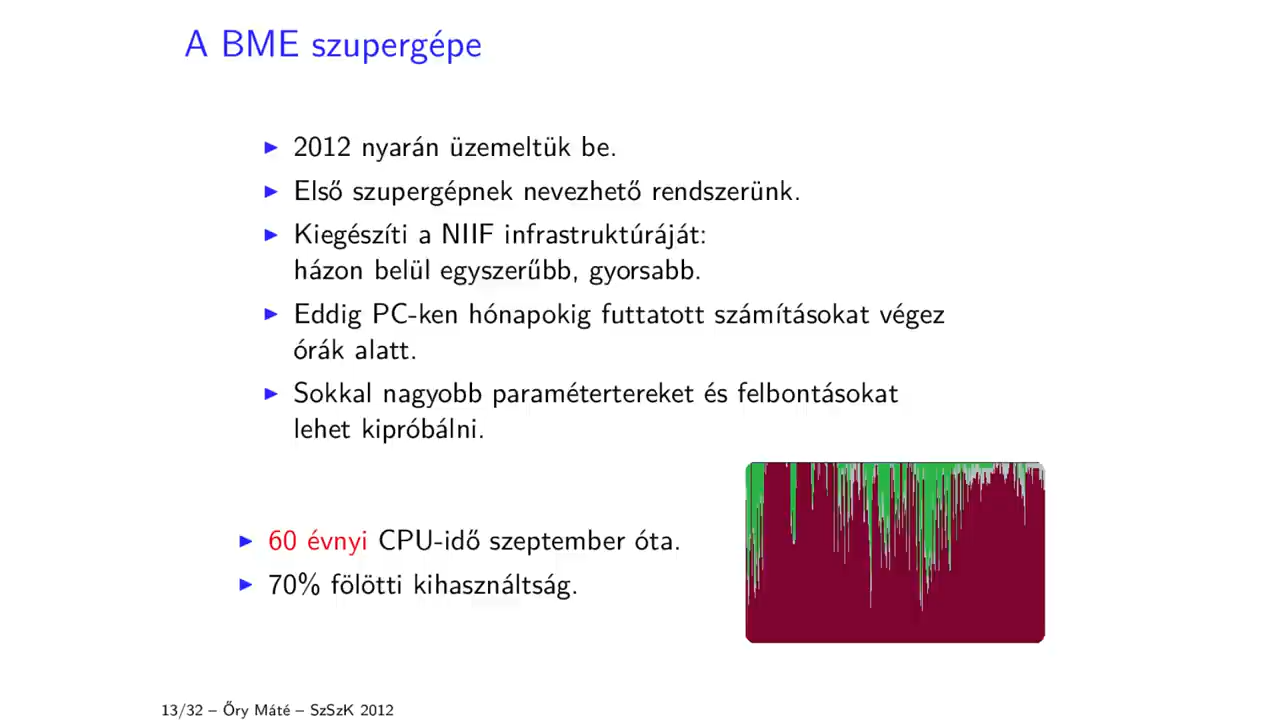 A BME szupergépe
2012 nyarán üzemeltük be.
Első szupergépnek nevezhető rendszerünk.
Kiegészíti a NIIF infrastruktúráját:
házon belül egyszerűbb, gyorsabb.
Eddig PC-ken hónapokig futtatott számításokat végez
órák alatt.
Sokkal nagyobb paramétertereket és felbontásokat
lehet kipróbálni.
60 évnyi CPU-idő szeptember óta.
70% fölötti kihasználtság.
13/32 – Őry Máté – SzSzK 2012